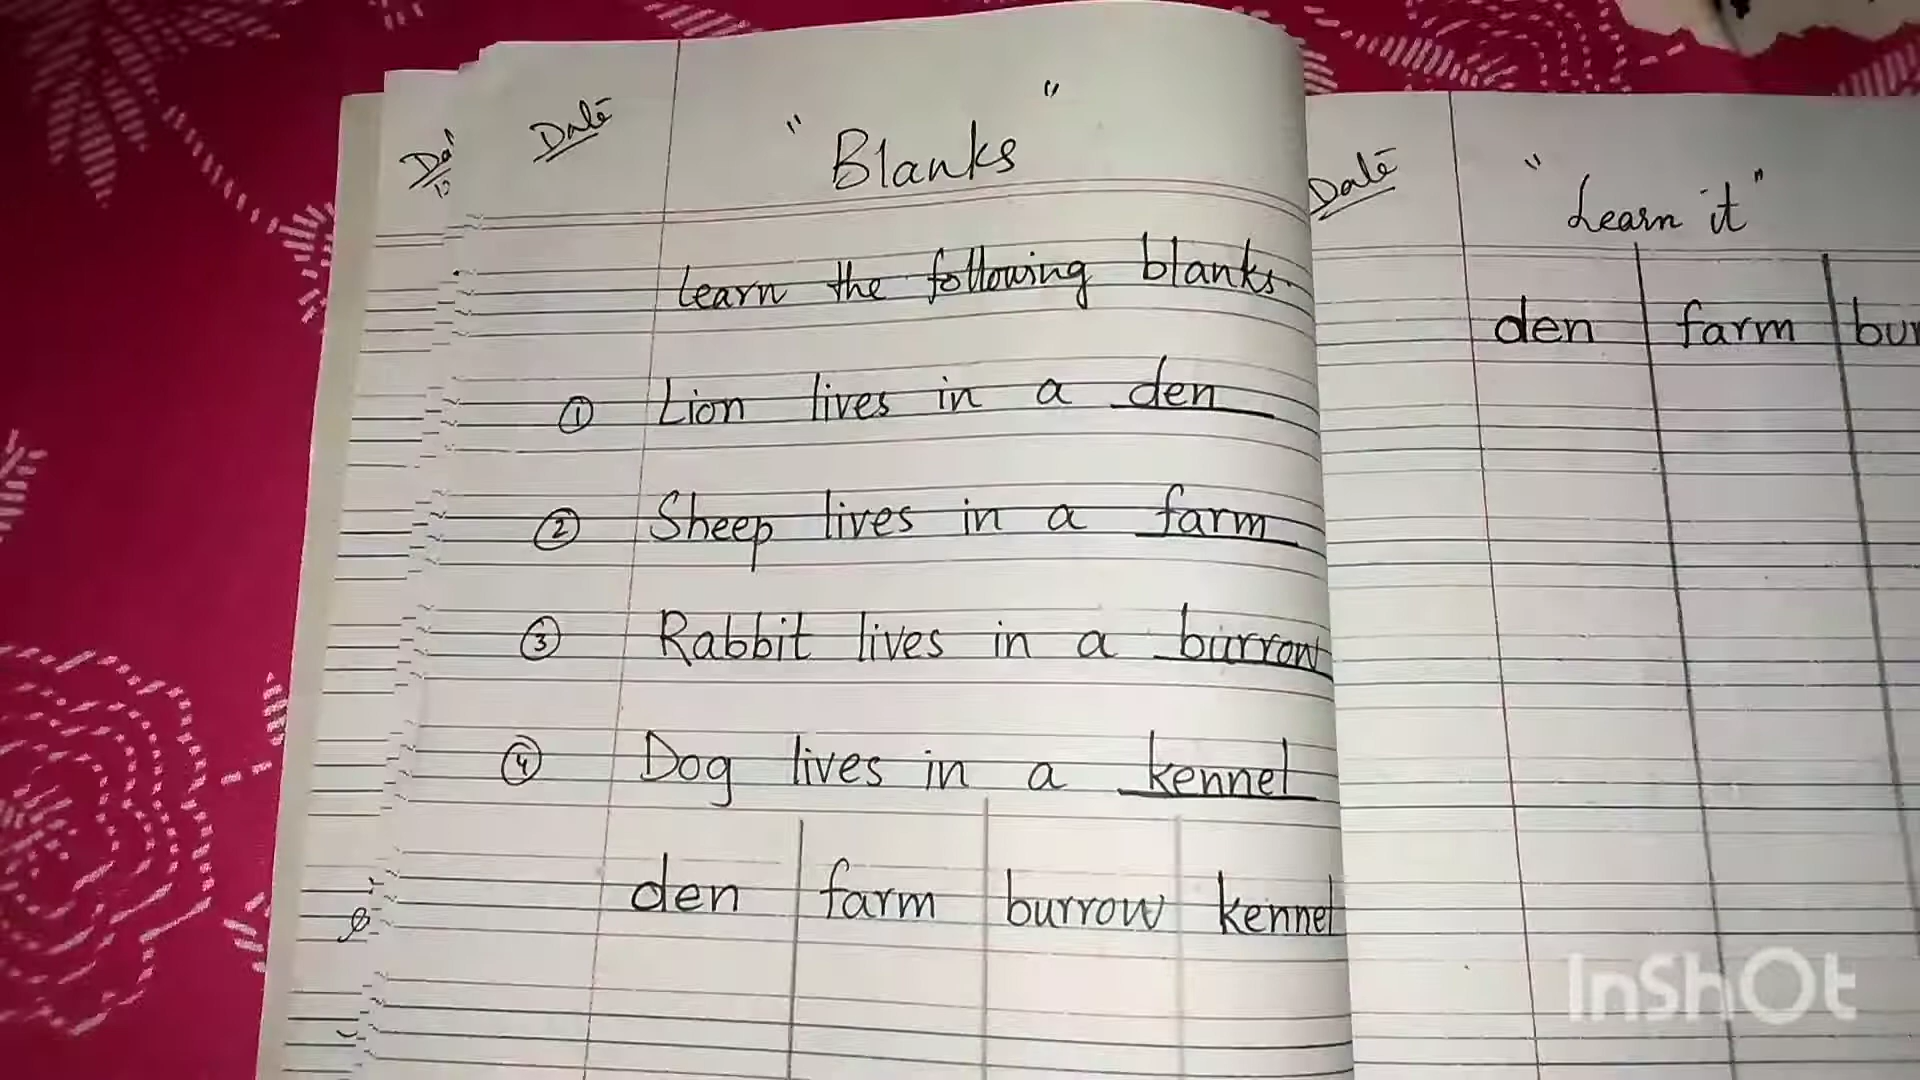 Date
"Blanks"
Learn the following blanks.
① Lion lives in a den
② Sheep lives in a farm
③ Rabbit lives in a burrow
④ Dog lives in a kennel
den farm burrow kennel
Date
"Learn it"
den farm bur
InShOt